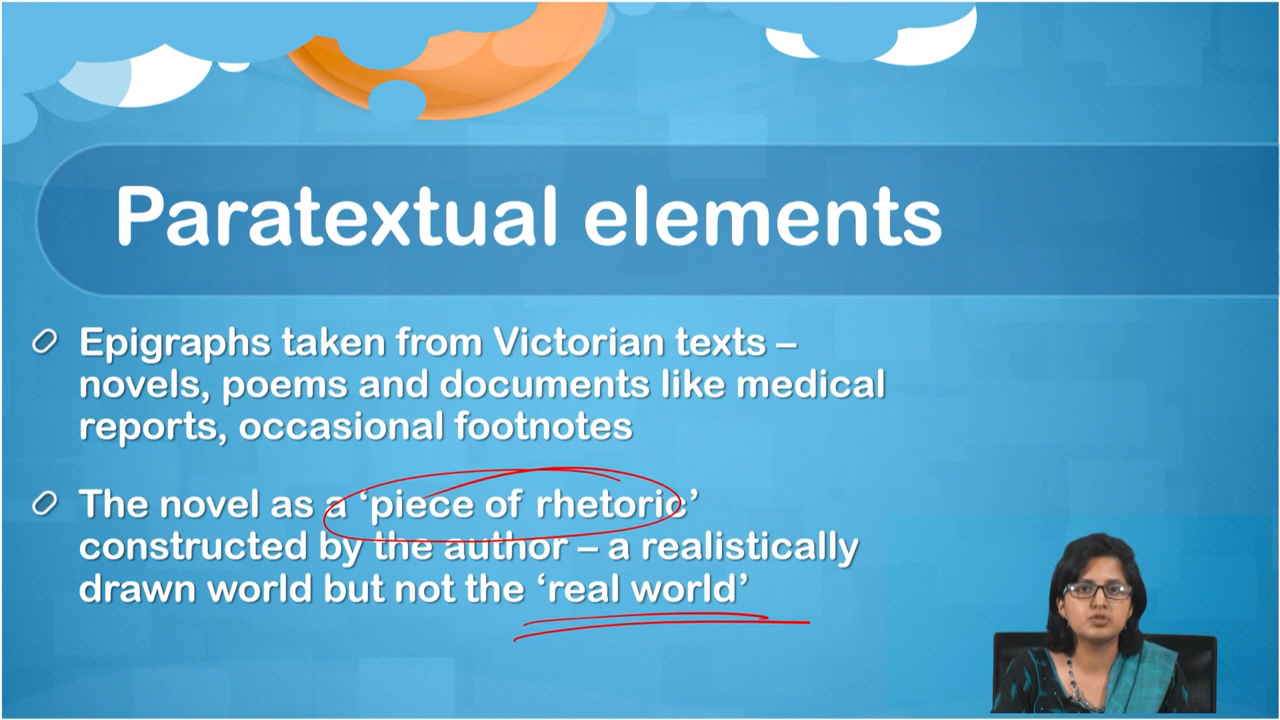 Paratextual elements
Epigraphs taken from Victorian texts –
novels, poems and documents like medical
reports, occasional footnotes
The novel as a ‘piece of rhetoric’
constructed by the author – a realistically
drawn world but not the ‘real world’